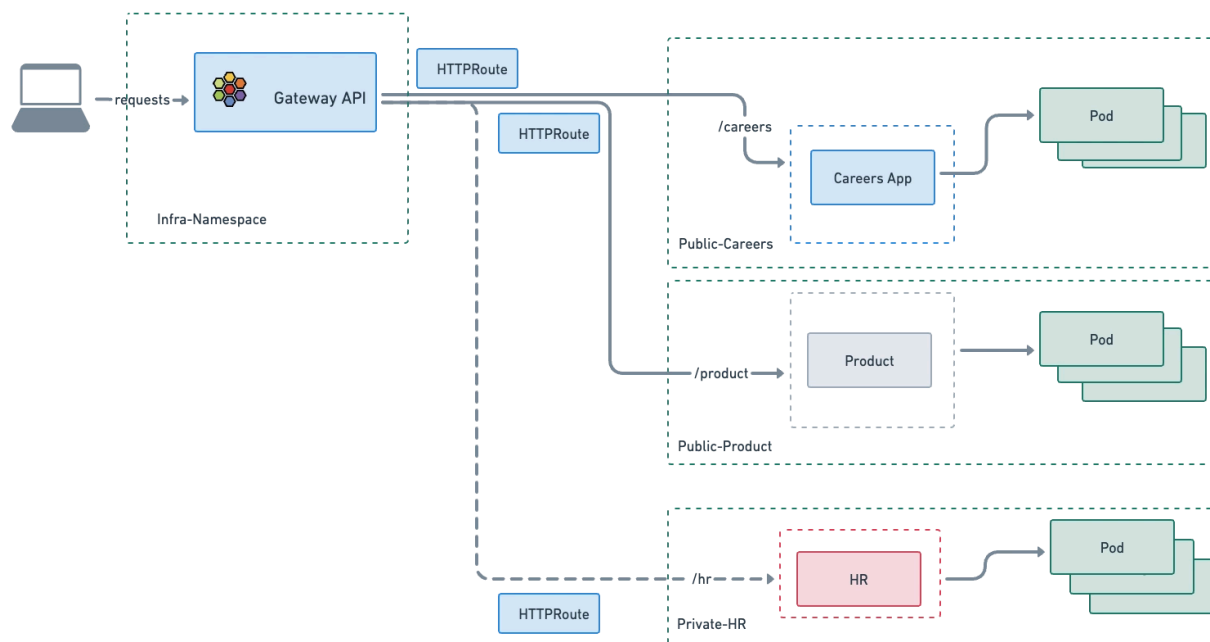 HTTPRoute
requests
Gateway API
Infra-Namespace
HTTPRoute
/careers
Careers App
Pod
Public-Careers
/product
Product
Pod
Public-Product
/hr
HR
Pod
HTTPRoute
Private-HR